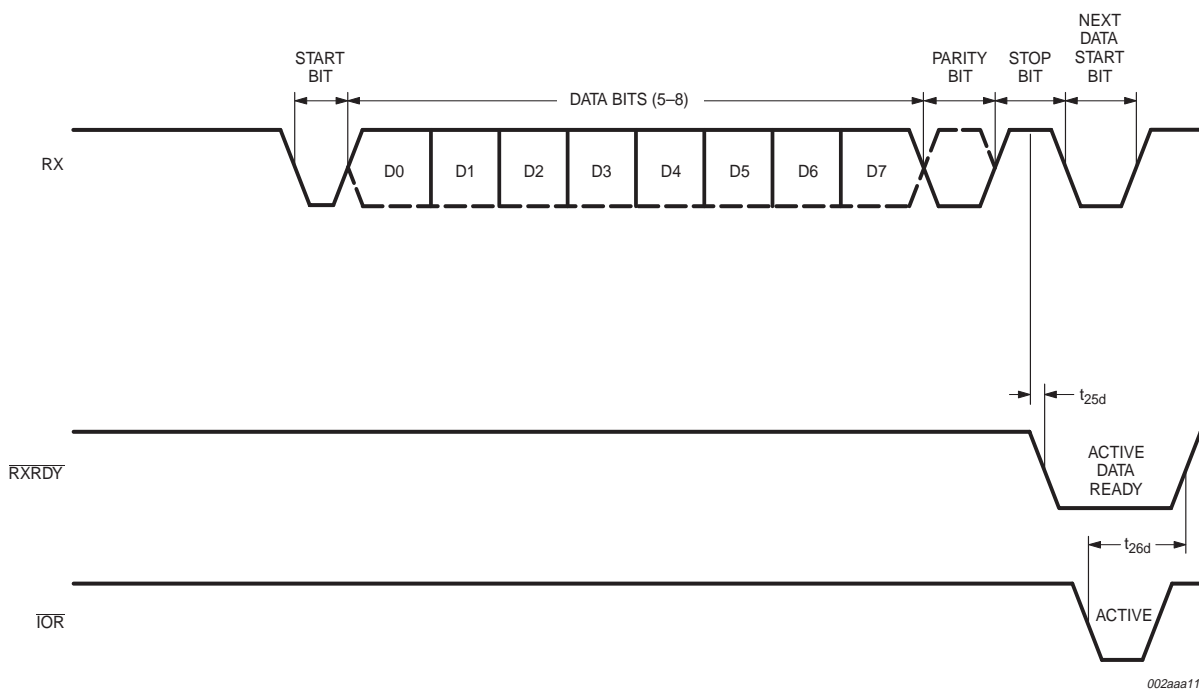 NEXT
DATA
START
BIT
START
BIT
PARITY
BIT
STOP
BIT
DATA BITS (5–8)
RX
D0 D1 D2 D3 D4 D5 D6 D7
t25d
RXRDY
ACTIVE
DATA
READY
t26d
IOR
ACTIVE
002aaa11